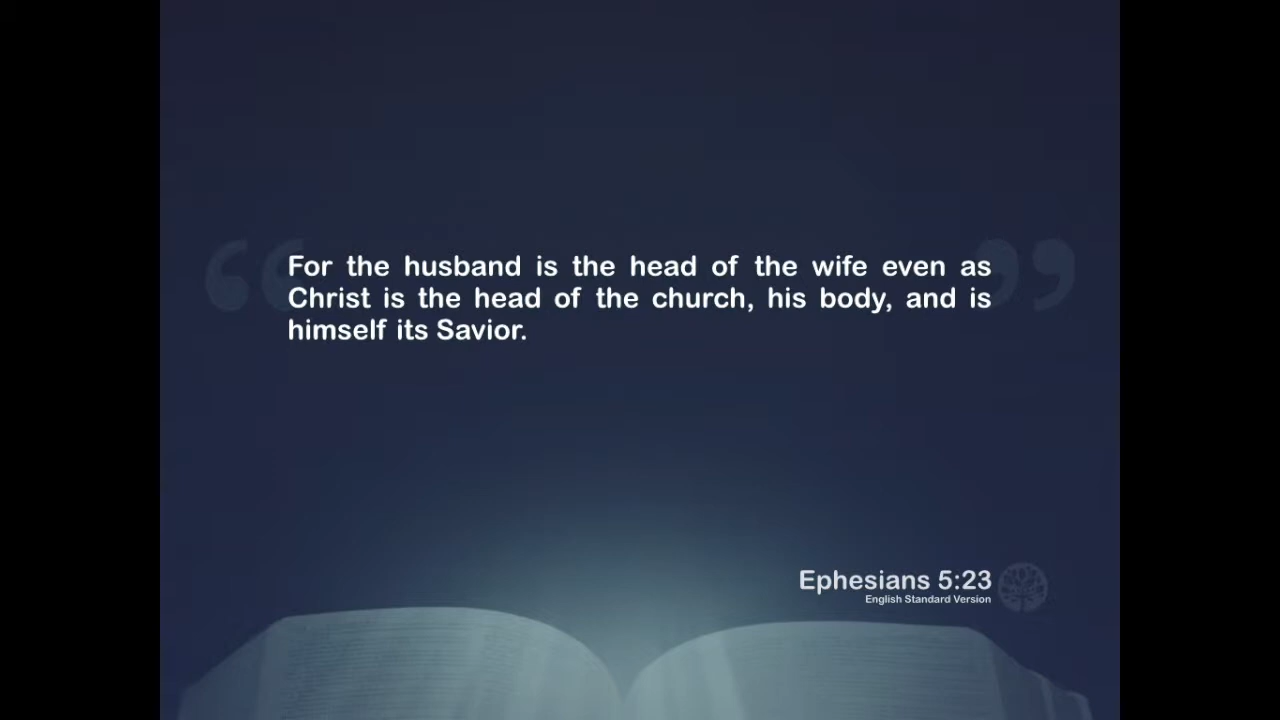 For the husband is the head of the wife even as
Christ is the head of the church, his body, and is
himself its Savior.
Ephesians 5:23
English Standard Version